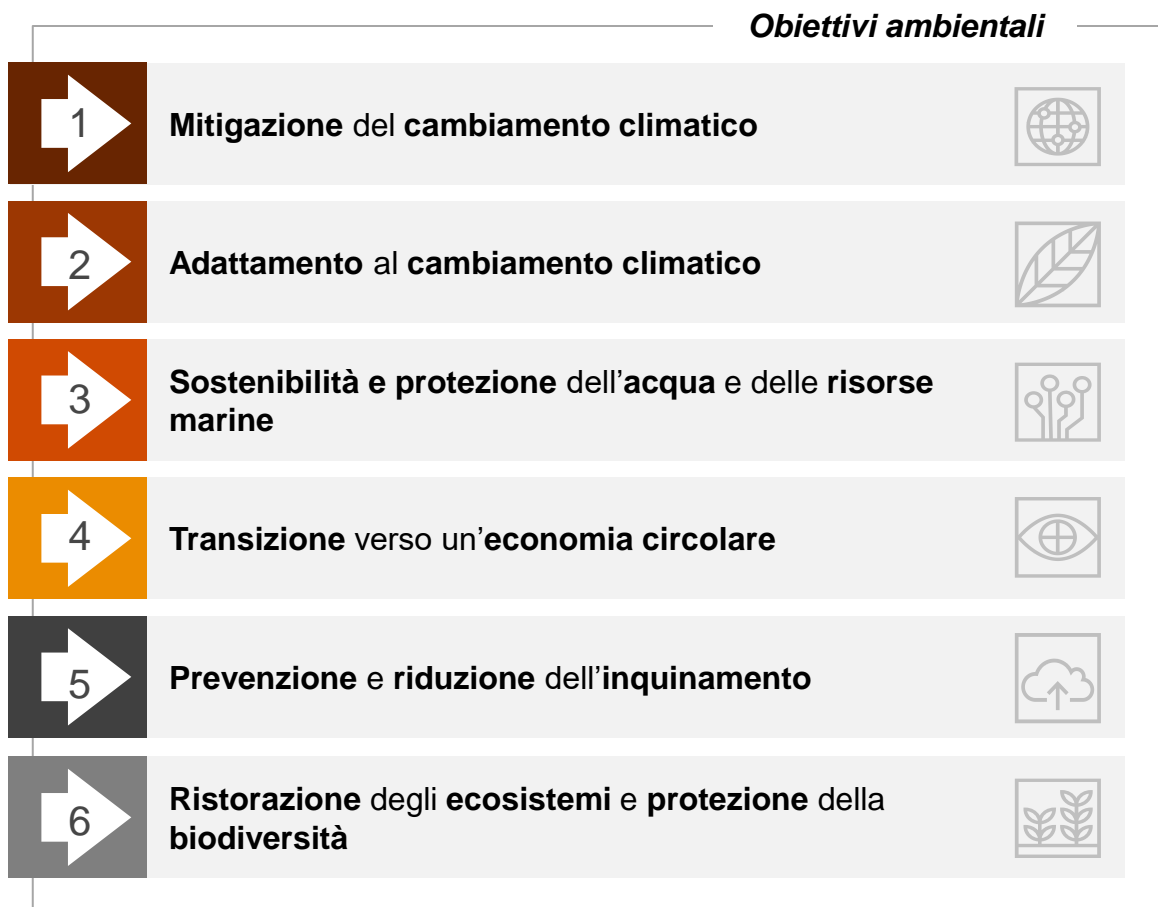 Obiettivi ambientali
1
Mitigazione del cambiamento climatico
2
Adattamento al cambiamento climatico
3
Sostenibilità e protezione dell'acqua e delle risorse
marine
4
Transizione verso un'economia circolare
5
Prevenzione e riduzione dell'inquinamento
6
Ristorazione degli ecosistemi e protezione della
biodiversità